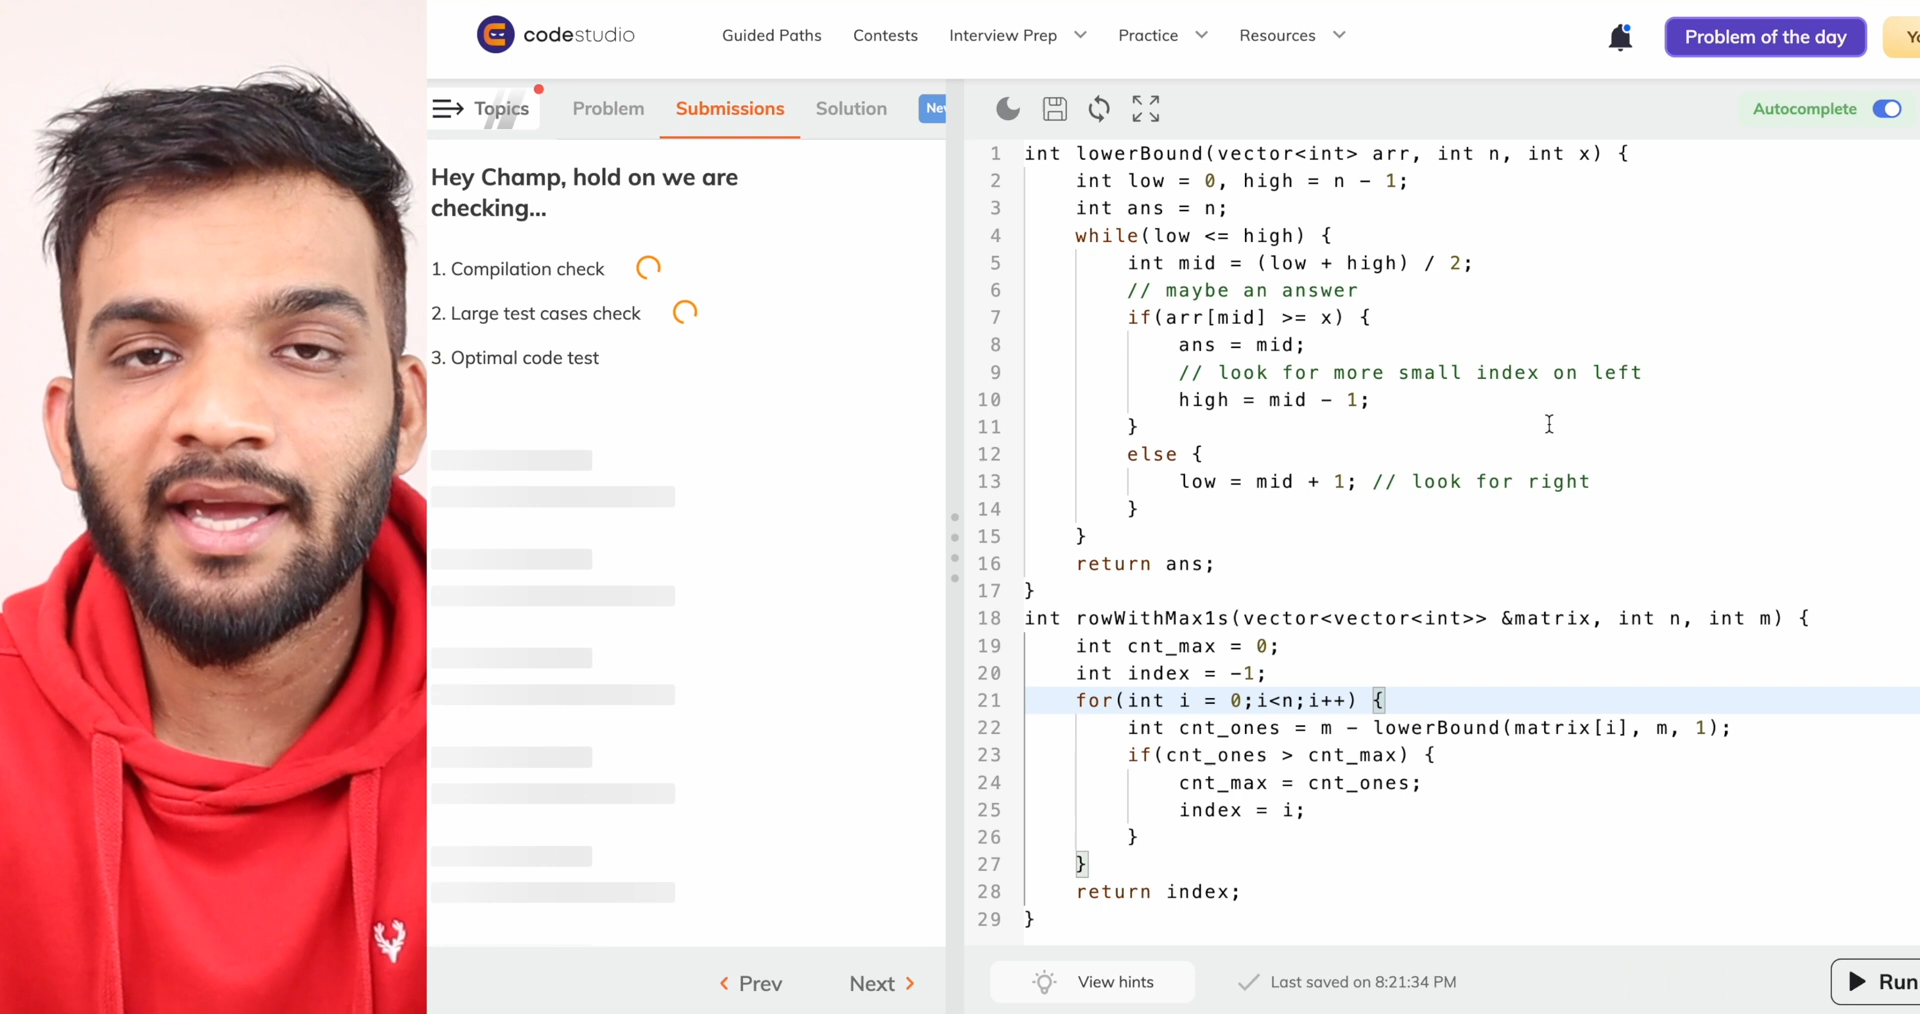 codestudio
Guided Paths
Contests
Interview Prep
Practice
Resources
Problem of the day
Topics
Problem
Submissions
Solution
Autocomplete
Hey Champ, hold on we are
checking...
1. Compilation check
2. Large test cases check
3. Optimal code test
Prev
Next
1 int lowerBound(vector<int> arr, int n, int x) {
2 int low = 0, high = n - 1;
3 int ans = n;
4 while(low <= high) {
5 int mid = (low + high) / 2;
6 // maybe an answer
7 if(arr[mid] >= x) {
8 ans = mid;
9 // look for more small index on left
10 high = mid - 1;
11 }
12 else {
13 low = mid + 1; // look for right
14 }
15 }
16 return ans;
17 }
18 int rowWithMax1s(vector<vector<int>> &matrix, int n, int m) {
19 int cnt_max = 0;
20 int index = -1;
21 for(int i = 0;i<n;i++) {
22 int cnt_ones = m - lowerBound(matrix[i], m, 1);
23 if(cnt_ones > cnt_max) {
24 cnt_max = cnt_ones;
25 index = i;
26 }
27 }
28 return index;
29 }
View hints
Last saved on 8:21:34 PM
Run